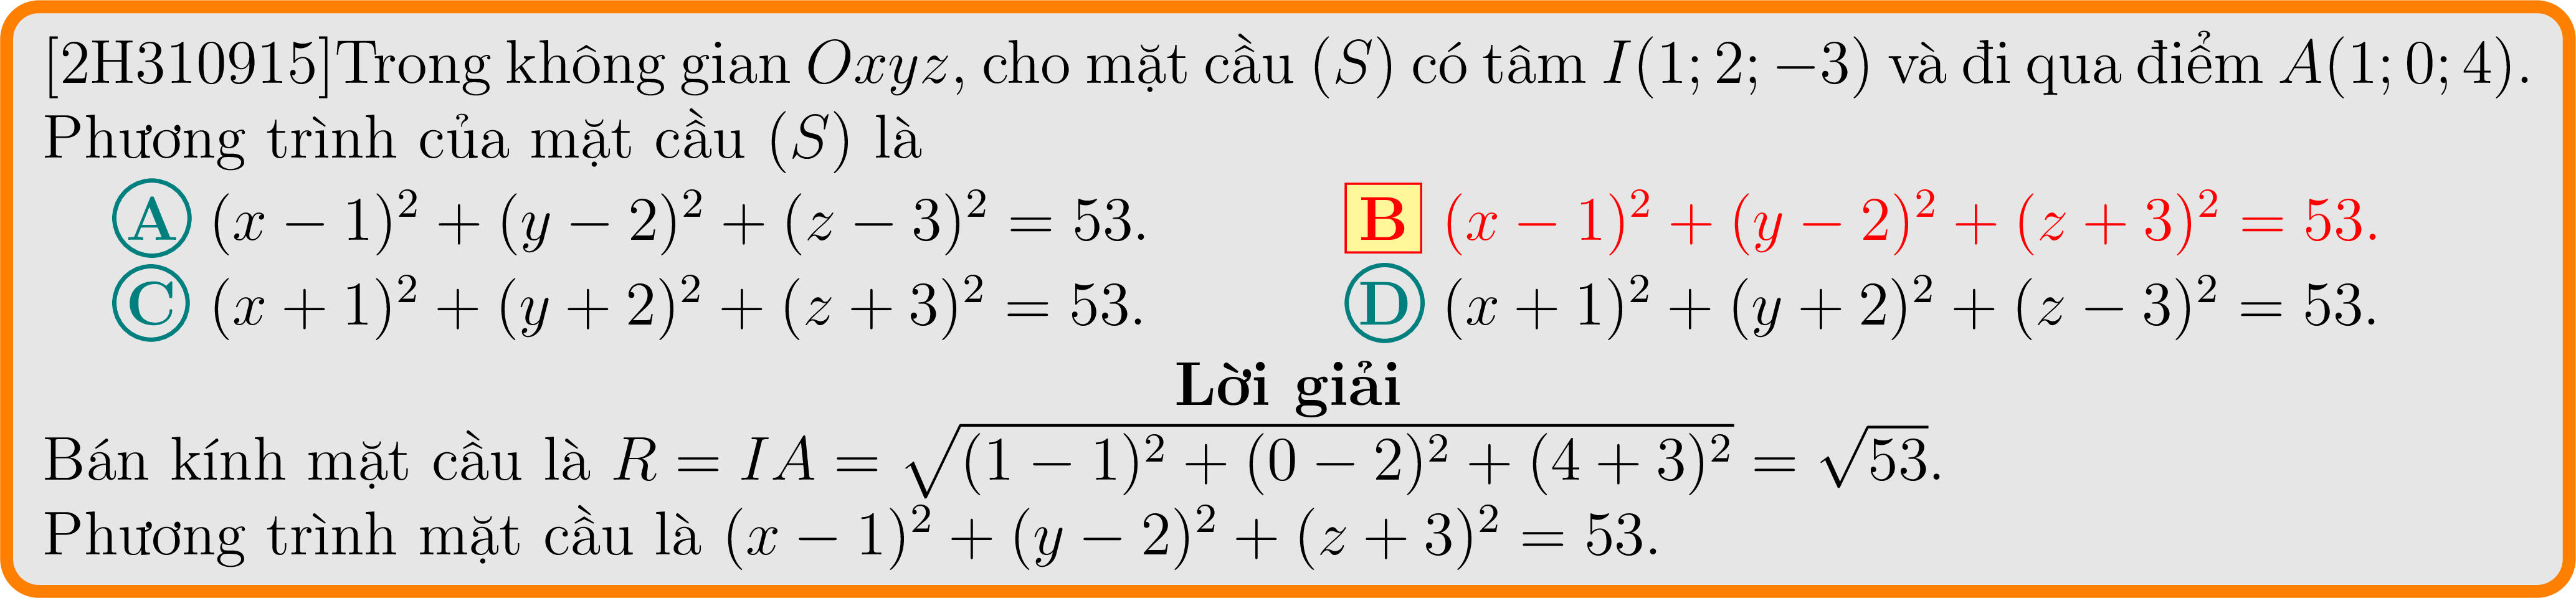 [2H310915]Trong không gian Oxyz, cho mặt cầu (S) có tâm I(1; 2; −3) và đi qua điểm A(1; 0; 4).
Phương trình của mặt cầu (S) là
A (x − 1)² + (y − 2)² + (z − 3)² = 53. B (x − 1)² + (y − 2)² + (z + 3)² = 53.
C (x + 1)² + (y + 2)² + (z + 3)² = 53. D (x + 1)² + (y + 2)² + (z − 3)² = 53.
Lời giải
Bán kính mặt cầu là R = IA = √((1 − 1)² + (0 − 2)² + (4 + 3)²) = √53.
Phương trình mặt cầu là (x − 1)² + (y − 2)² + (z + 3)² = 53.